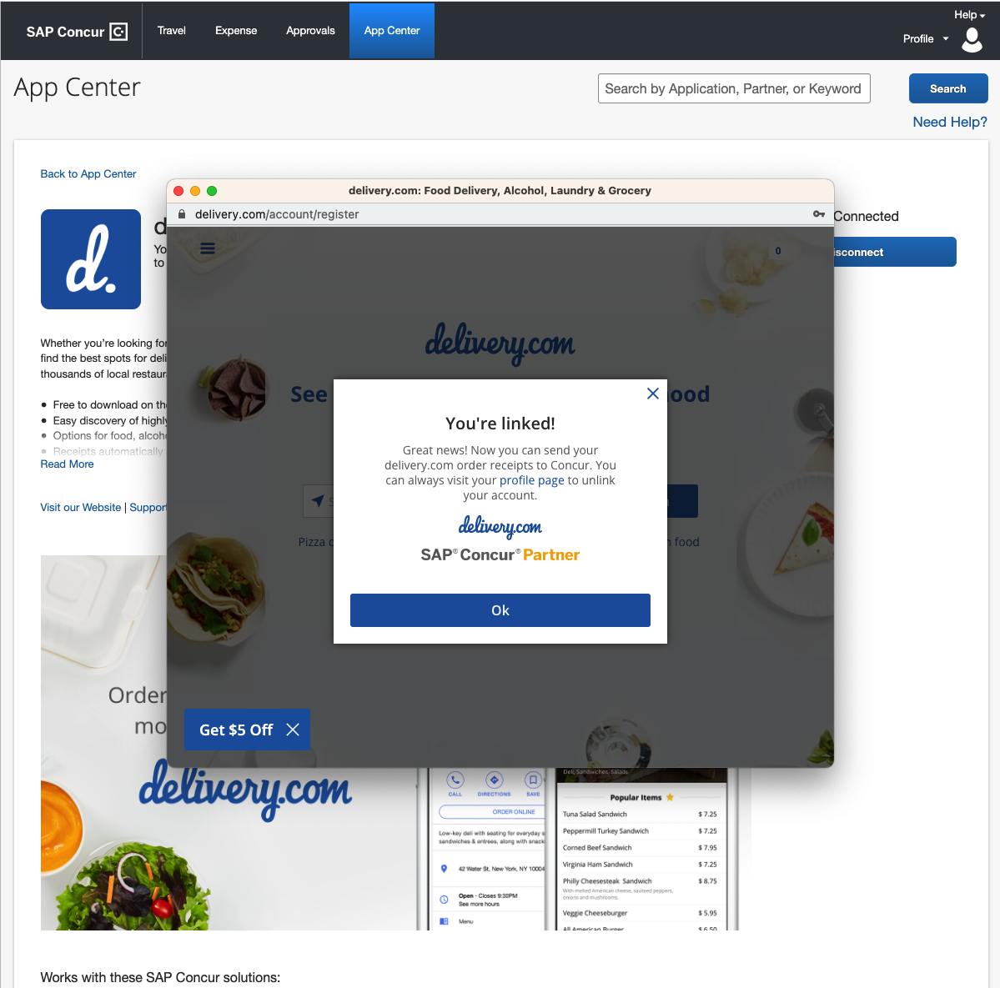 SAP Concur
Travel
Expense
Approvals
App Center
Help
Profile
App Center
Search by Application, Partner, or Keyword
Search
Need Help?
Back to App Center
delivery.com: Food Delivery, Alcohol, Laundry & Grocery
delivery.com/account/register
d.
d
Yo
to
Connected
isconnect
0
Whether you're looking for
find the best spots for deli
thousands of local restaur
Free to download on th
Easy discovery of highly
Options for food, alcoh
Receipts automatically
Read More
Visit our Website | Support
delivery.com
See
ood
You're linked!
Great news! Now you can send your
delivery.com order receipts to Concur. You
can always visit your profile page to unlink
your account.
delivery.com
SAP® Concur® Partner
Ok
Pizza
food
Get $5 Off
Order
mo
delivery.com
CALL
DIRECTIONS
SAVE
ORDER ONLINE
Low-key deli with seating for everyday s
sandwiches & entrees, along with snack
42 Water St, New York, NY 10004
Open - Closes 9:30PM
See more hours
Menu
Deli, Sandwiches, Salads
Popular Items
Tuna Salad Sandwich $ 7.25
Peppermill Turkey Sandwich $ 7.25
Corned Beef Sandwich $ 7.95
Virginia Ham Sandwich $ 7.25
Philly Cheesesteak Sandwich $ 8.75
With melted American cheese, sauteed peppers,
onions and mushrooms.
Veggie Cheeseburger $ 5.95
All American Burger $ 6.50
Works with these SAP Concur solutions: